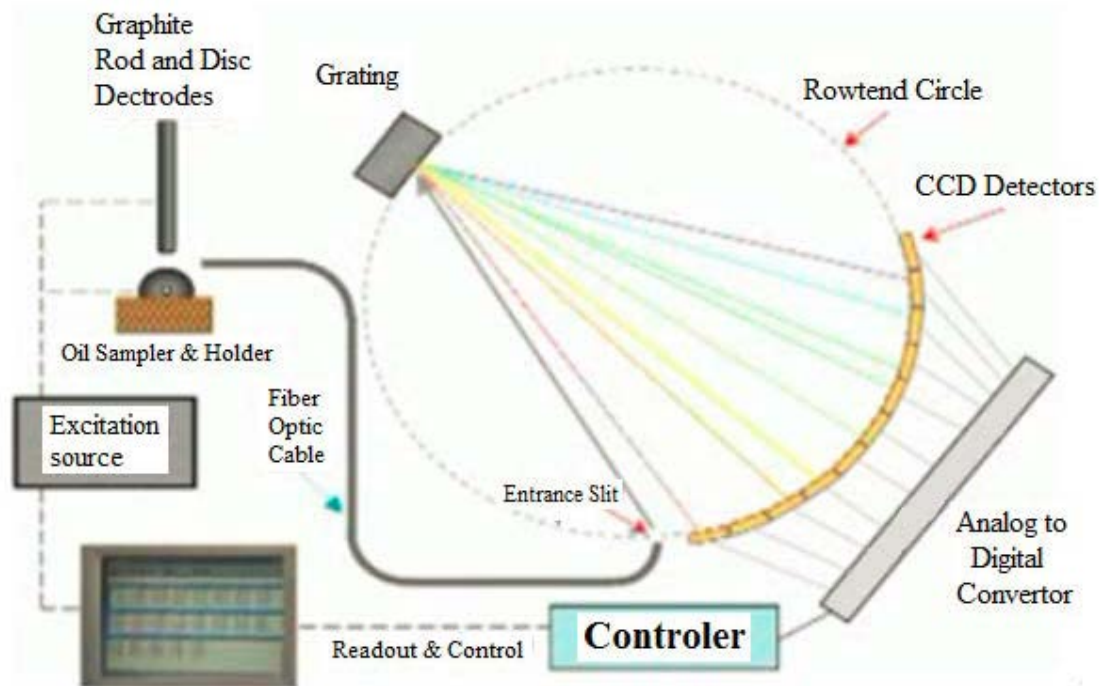 Graphite
Rod and Disc
Dectrodes
Grating
Rowtend Circle
CCD Detectors
Oil Sampler & Holder
Excitation
source
Fiber
Optic
Cable
Entrance Slit
Analog to
Digital
Convertor
Controler
Readout & Control